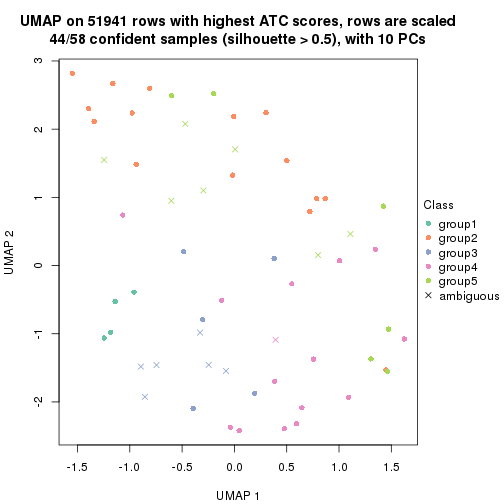 UMAP on 51941 rows with highest ATC scores, rows are scaled
44/58 confident samples (silhouette > 0.5), with 10 PCs
3
2
1
0
-1
-2
UMAP 2
-1.5 -1.0 -0.5 0.0 0.5 1.0 1.5
UMAP 1
Class
group1
group2
group3
group4
group5
ambiguous